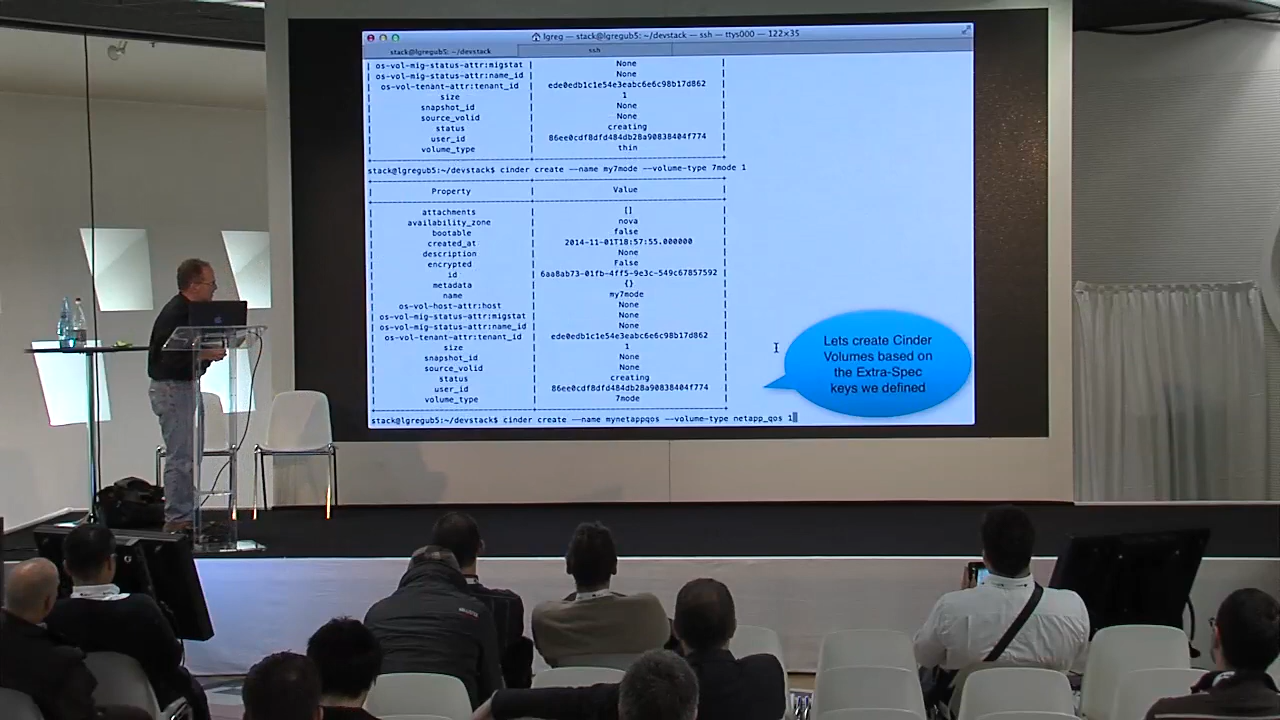 lgreg — stack@lgregub5: ~/devstack — ssh — ttys000 — 122×35
stack@lgregub5: ~/devstack ssh
| os-vol-mig-status-attr:migstat | None |
| os-vol-mig-status-attr:name_id | None |
| os-vol-tenant-attr:tenant_id | ede0edb1c1e54e3eabc6e6c98b17d862 |
| size | 1 |
| snapshot_id | None |
| source_volid | None |
| status | creating |
| user_id | 86ee0cdf8dfd484db28a90838404f774 |
| volume_type | thin |
stack@lgregub5:~/devstack$ cinder create --name my7mode --volume-type 7mode 1
| Property | Value |
| attachments | [] |
| availability_zone | nova |
| bootable | false |
| created_at | 2014-11-01T18:57:55.000000 |
| description | None |
| encrypted | False |
| id | 6aa8ab73-01fb-4ff5-9e3c-549c67857592 |
| metadata | {} |
| name | my7mode |
| os-vol-host-attr:host | None |
| os-vol-mig-status-attr:migstat | None |
| os-vol-mig-status-attr:name_id | None |
| os-vol-tenant-attr:tenant_id | ede0edb1c1e54e3eabc6e6c98b17d862 |
| size | 1 |
| snapshot_id | None |
| source_volid | None |
| status | creating |
| user_id | 86ee0cdf8dfd484db28a90838404f774 |
| volume_type | 7mode |
stack@lgregub5:~/devstack$ cinder create --name mynetappqos --volume-type netapp_qos 1
Lets create Cinder
Volumes based on
the Extra-Spec
keys we defined